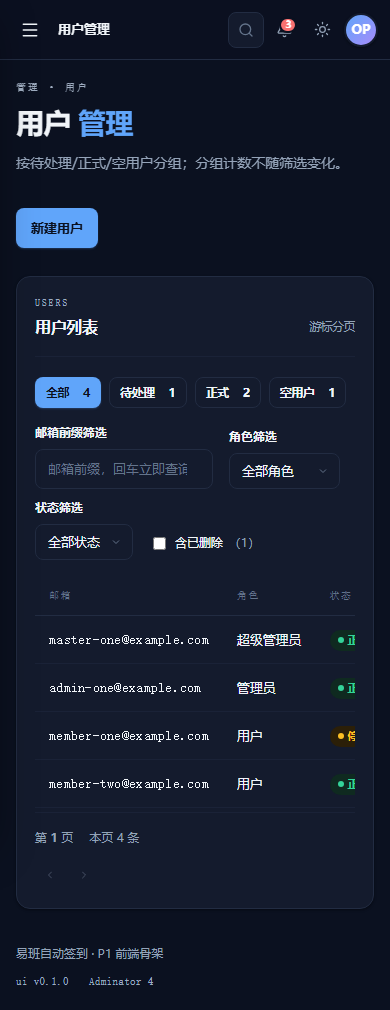 用户管理
3
OP
管理 • 用户
用户 管理
按待处理/正式/空用户分组；分组计数不随筛选变化。
新建用户
USERS
用户列表
游标分页
全部 4 待处理 1 正式 2 空用户 1
邮箱前缀筛选 角色筛选
邮箱前缀，回车立即查询 全部角色
状态筛选
全部状态 含已删除 (1)
邮箱 角色 状态
master-one@example.com 超级管理员 正
admin-one@example.com 管理员 正
member-one@example.com 用户 停
member-two@example.com 用户 正
第 1 页 本页 4 条
易班自动签到 · P1 前端骨架
ui v0.1.0 Adminator 4